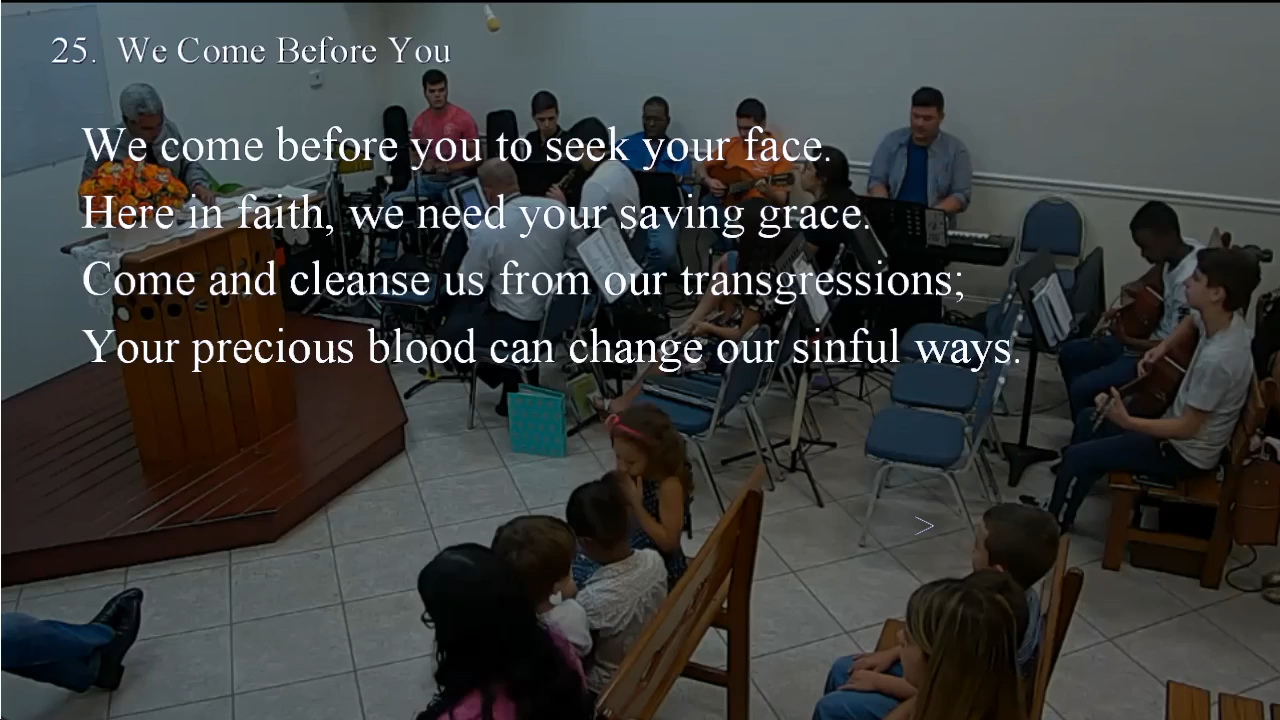 25. We Come Before You
We come before you to seek your face.
Here in faith, we need your saving grace.
Come and cleanse us from our transgressions;
Your precious blood can change our sinful ways.
>